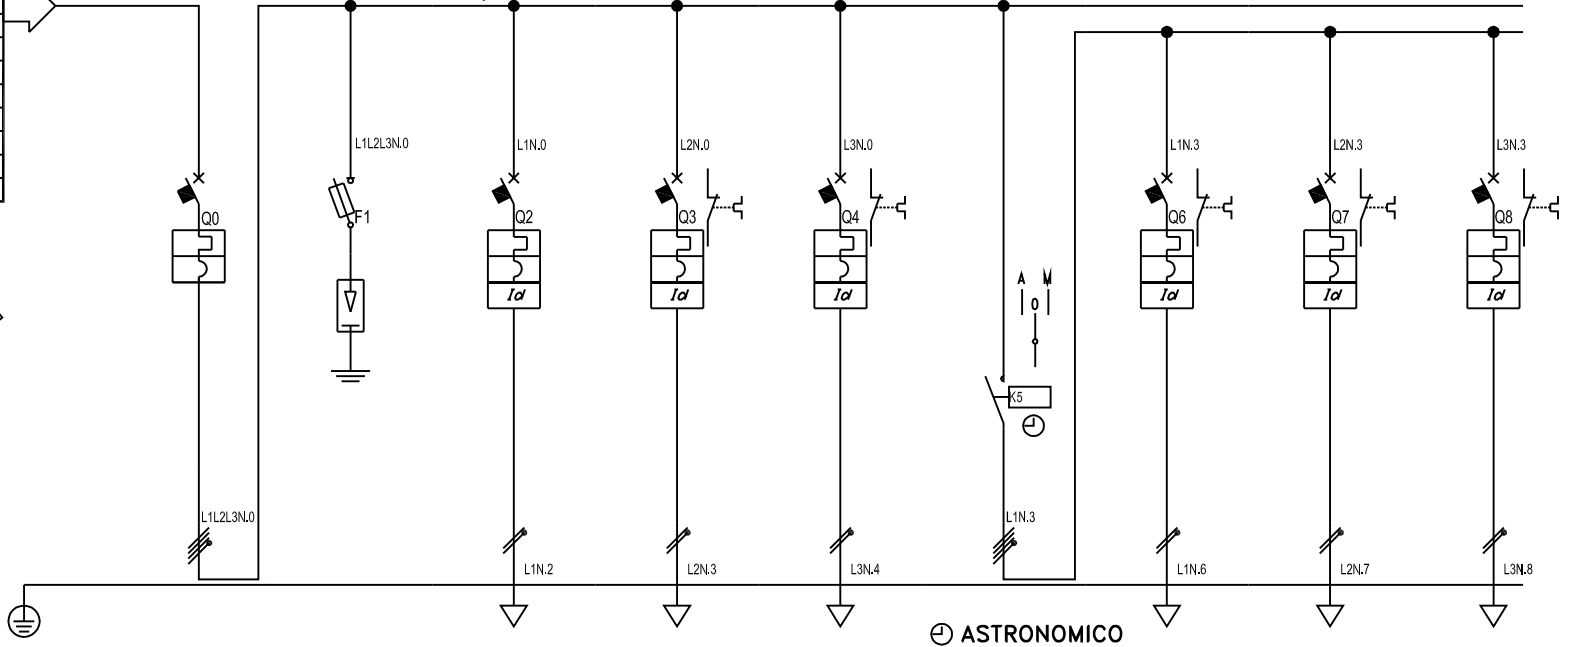 L1L2L3N.0
L1N.0
L2N.0
L3N.0
L1N.3
L2N.3
L3N.3
Q0
F1
Q2
Q3
Q4
Q6
Q7
Q8
Id
Id
Id
Id
Id
Id
A
M
0
K5
L1L2L3N.0
L1N.3
L1N.2
L2N.3
L3N.4
L1N.6
L2N.7
L3N.8
ASTRONOMICO